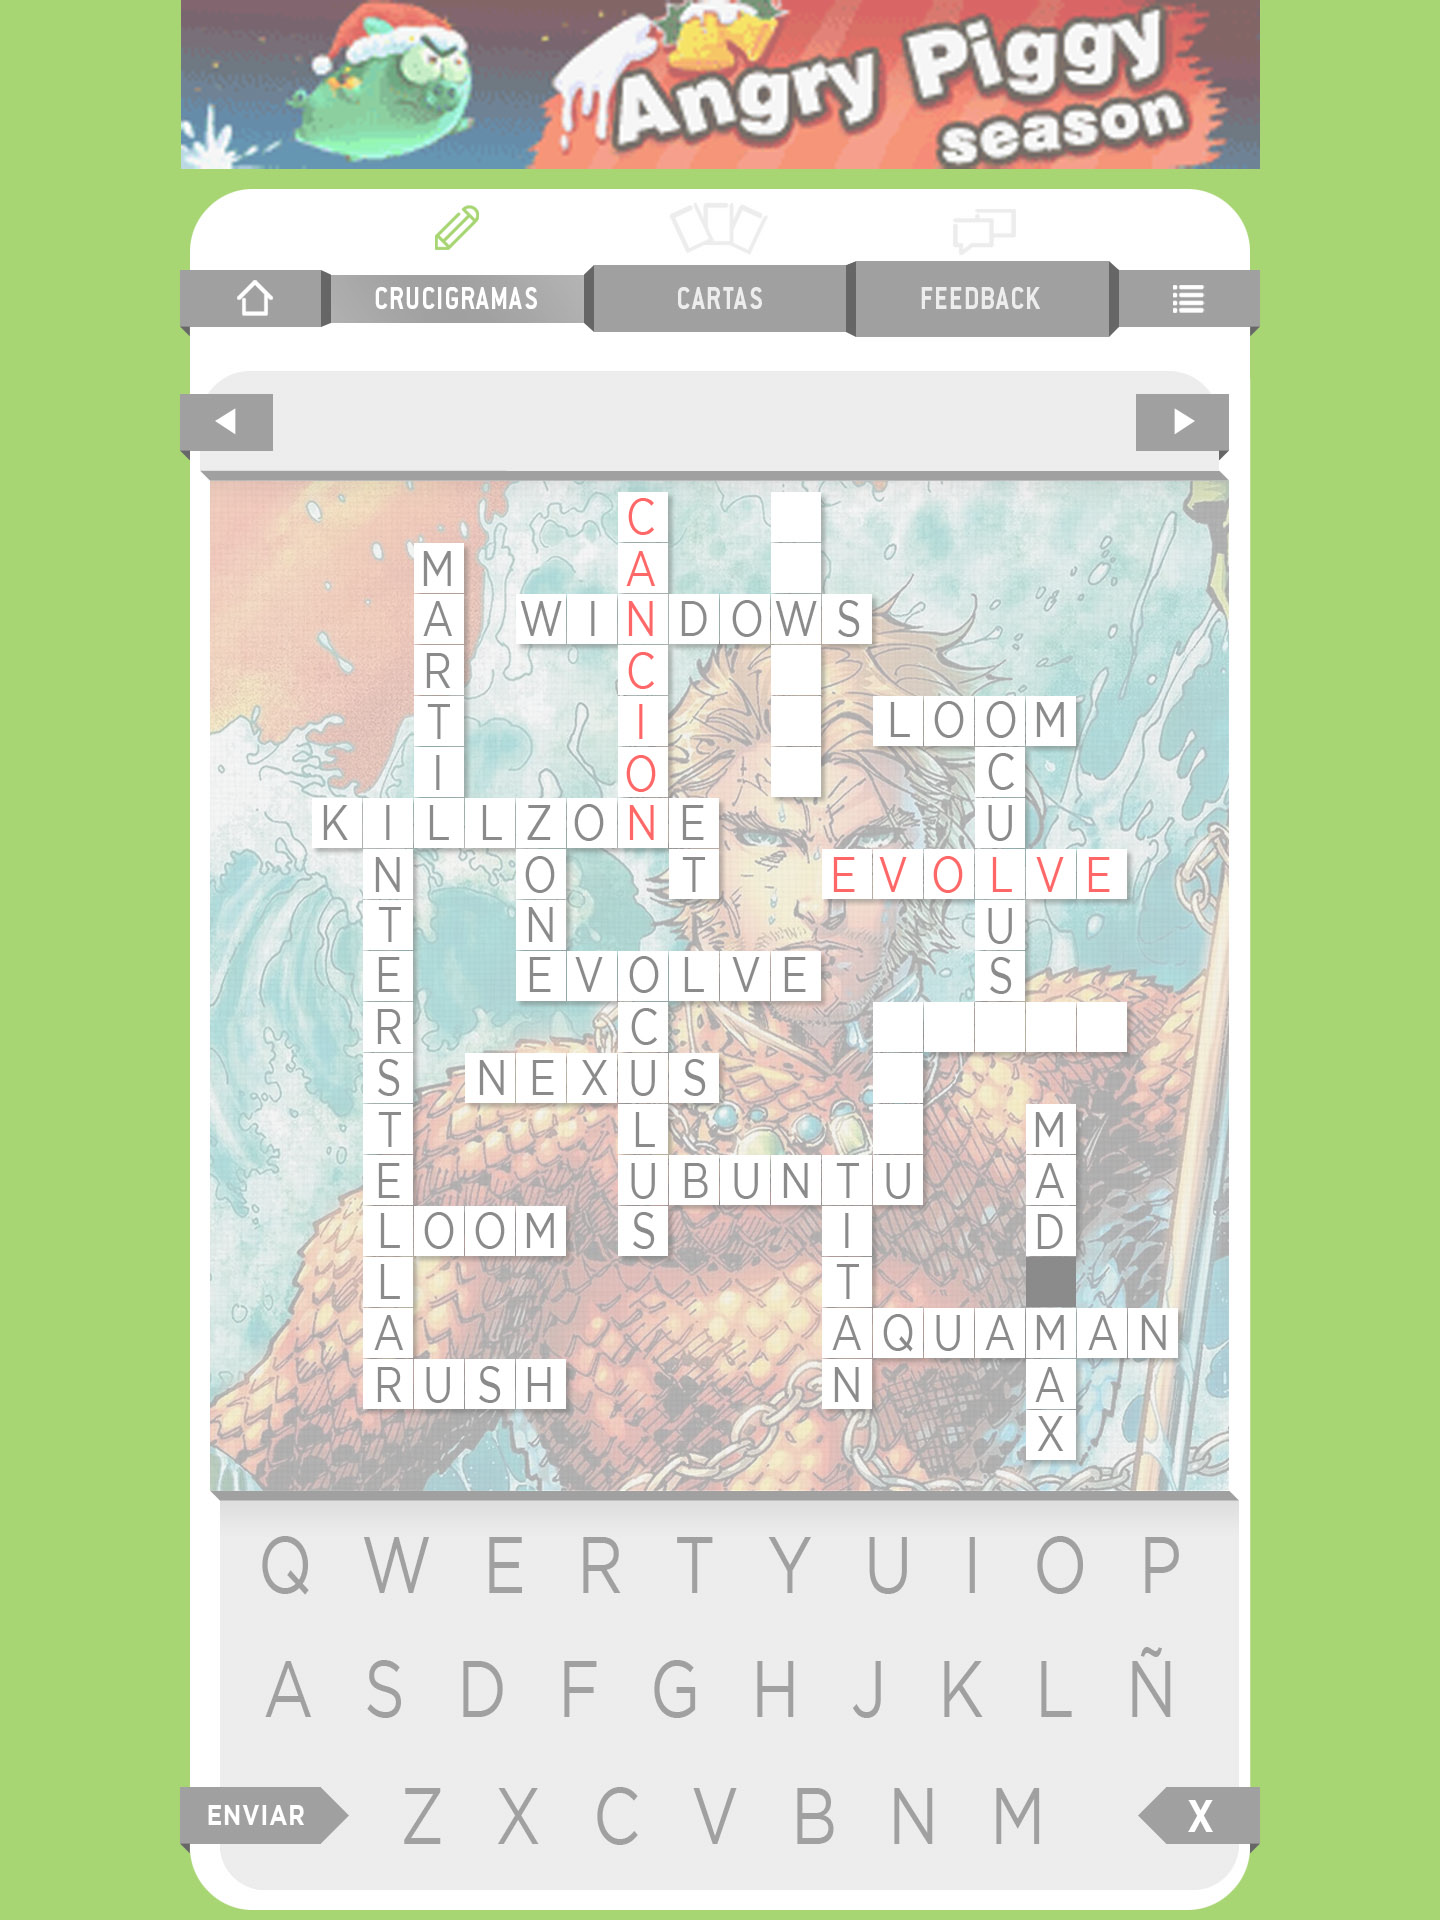 Angry Piggy
season
CRUCIGRAMAS
CARTAS
FEEDBACK
CANCION
MARTI
WINDOWS
LOOM
OCULUS
KILLZONE
INTERSTELLAR
ZONE
ET
EVOLVE
EVOLVE
OCULUS
NEXUS
MAD MAX
UBUNTU
TITAN
LOOM
AQUAMAN
RUSH
Q W E R T Y U I O P
A S D F G H J K L Ñ
ENVIAR Z X C V B N M X